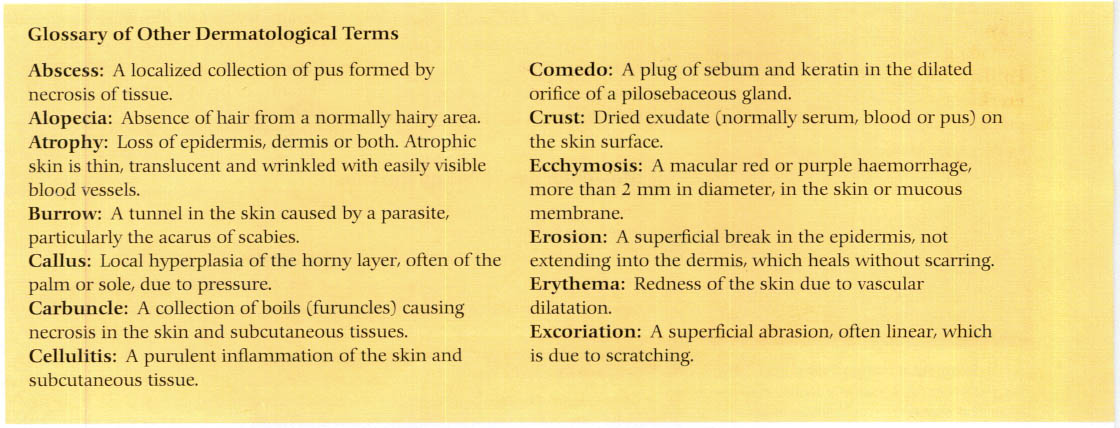 Glossary of Other Dermatological Terms
Abscess: A localized collection of pus formed by
necrosis of tissue.
Alopecia: Absence of hair from a normally hairy area.
Atrophy: Loss of epidermis, dermis or both. Atrophic
skin is thin, translucent and wrinkled with easily visible
blood vessels.
Burrow: A tunnel in the skin caused by a parasite,
particularly the acarus of scabies.
Callus: Local hyperplasia of the horny layer, often of the
palm or sole, due to pressure.
Carbuncle: A collection of boils (furuncles) causing
necrosis in the skin and subcutaneous tissues.
Cellulitis: A purulent inflammation of the skin and
subcutaneous tissue.
Comedo: A plug of sebum and keratin in the dilated
orifice of a pilosebaceous gland.
Crust: Dried exudate (normally serum, blood or pus) on
the skin surface.
Ecchymosis: A macular red or purple haemorrhage,
more than 2 mm in diameter, in the skin or mucous
membrane.
Erosion: A superficial break in the epidermis, not
extending into the dermis, which heals without scarring.
Erythema: Redness of the skin due to vascular
dilatation.
Excoriation: A superficial abrasion, often linear, which
is due to scratching.